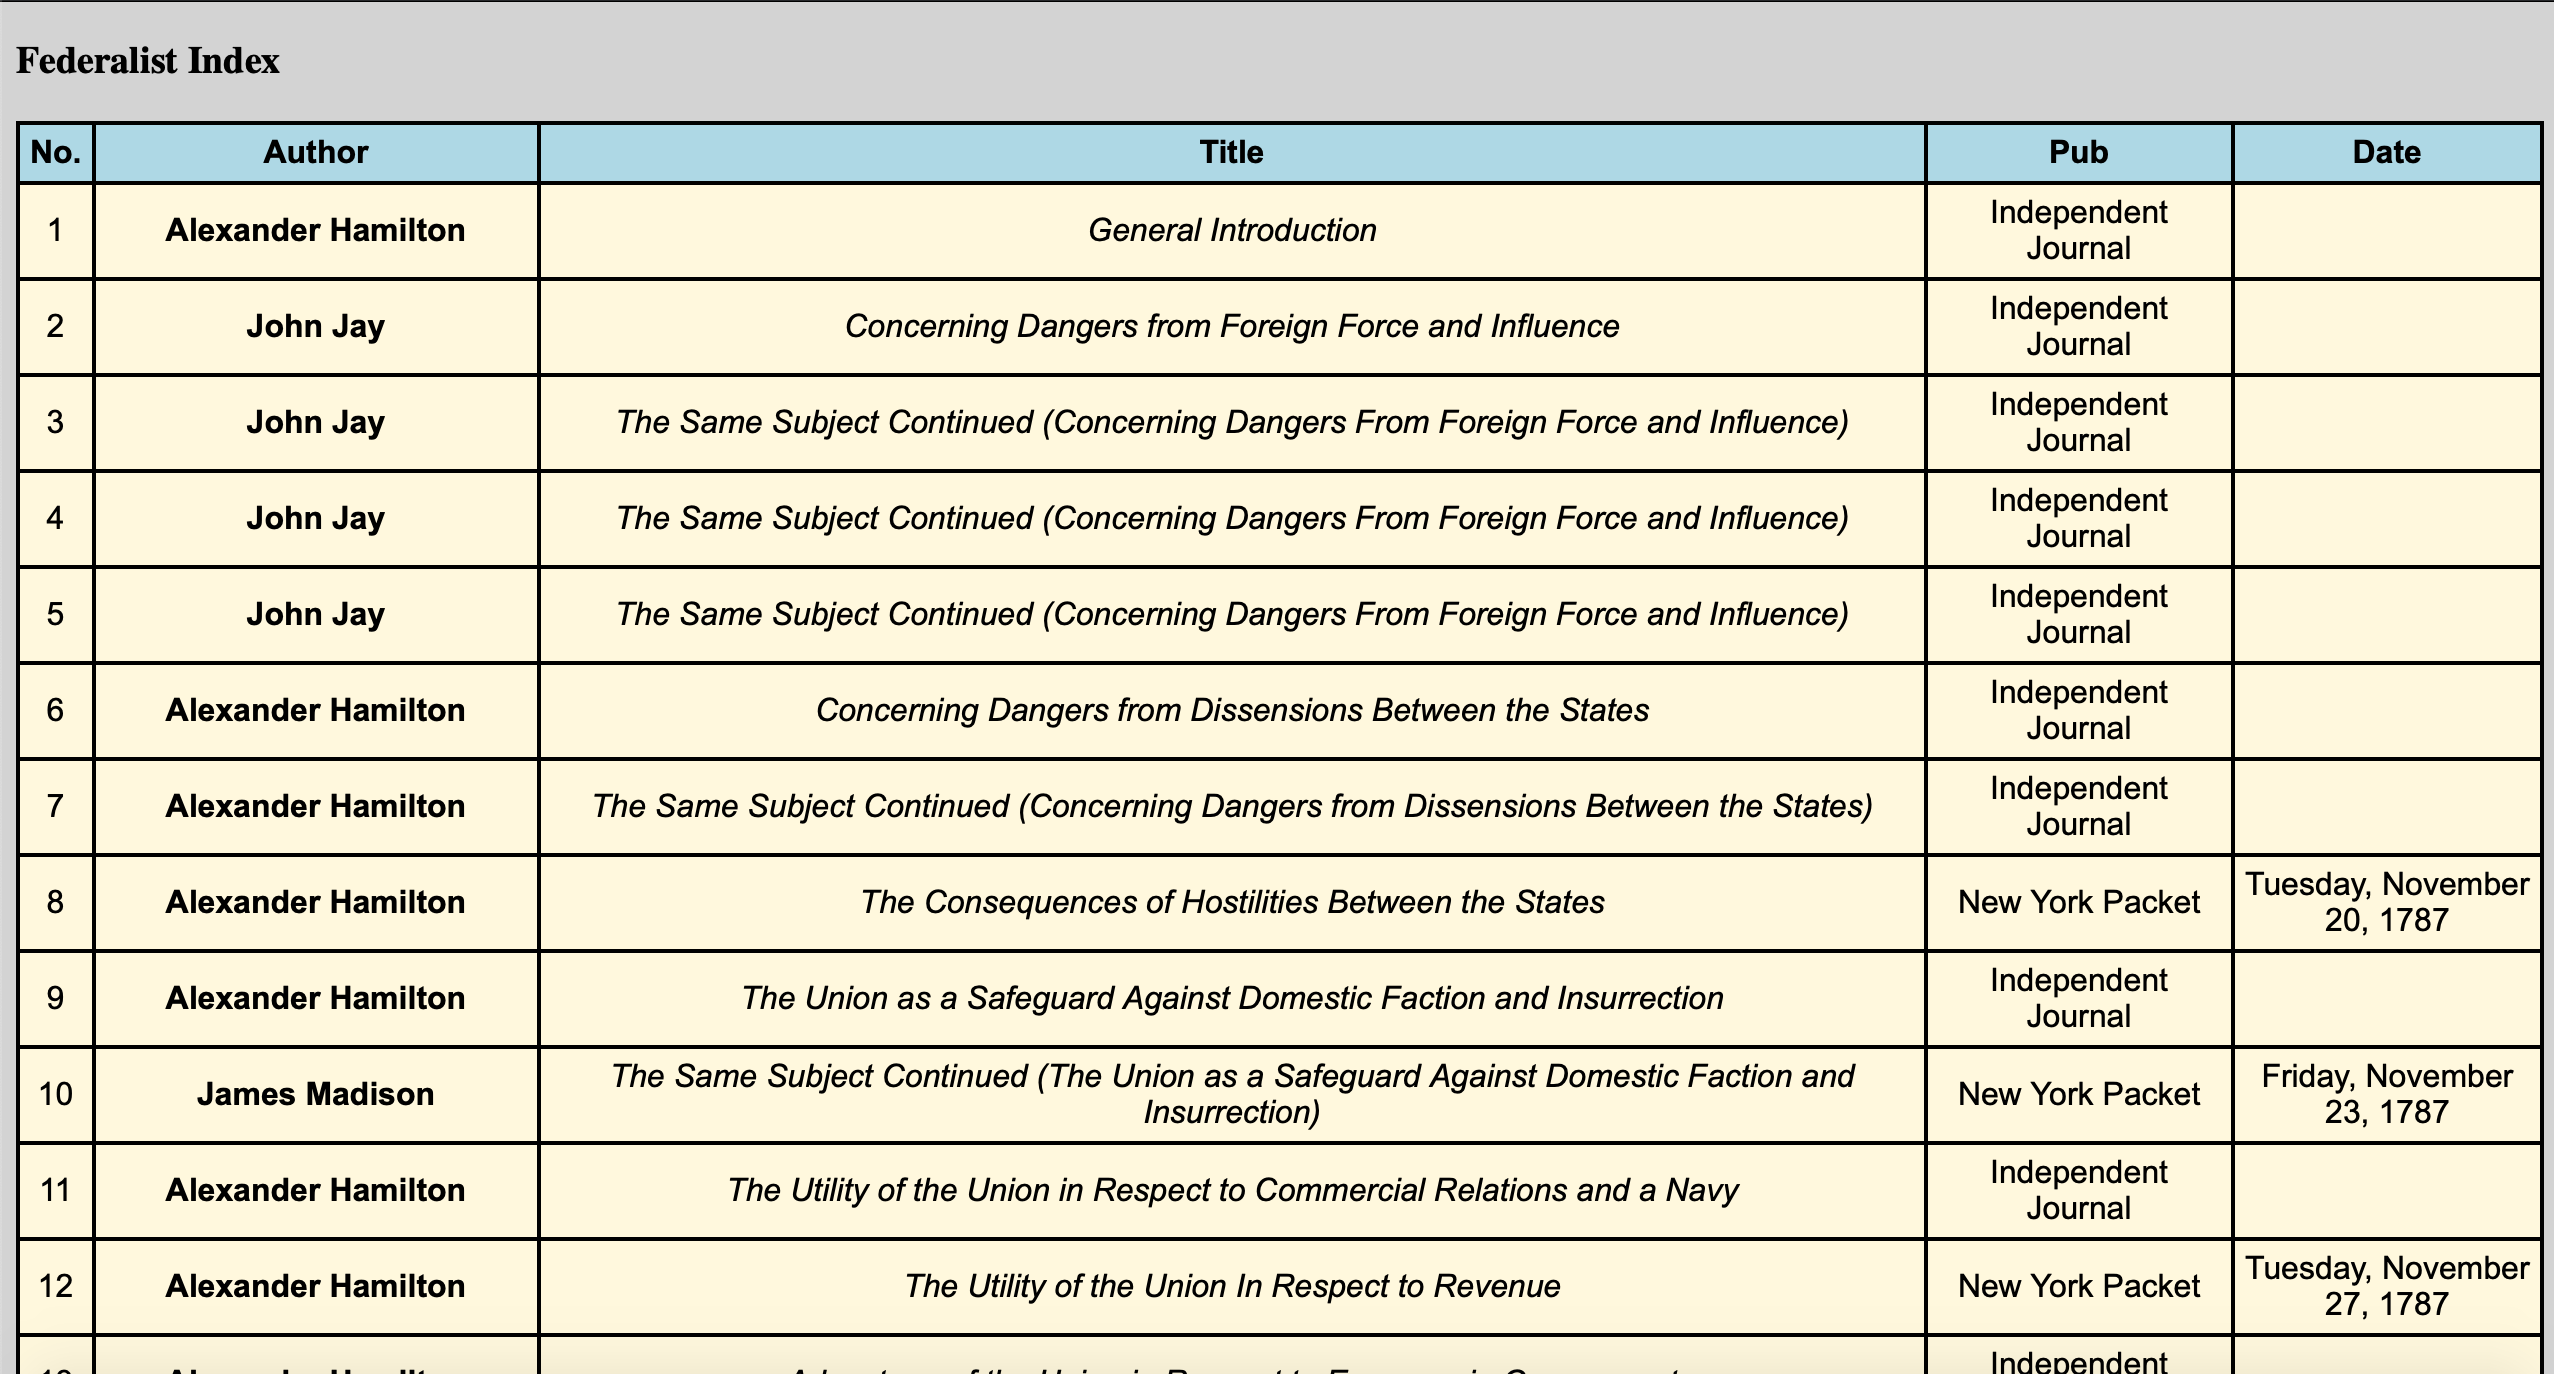 Federalist Index
No. Author Title Pub Date
1 Alexander Hamilton General Introduction Independent
Journal
2 John Jay Concerning Dangers from Foreign Force and Influence Independent
Journal
3 John Jay The Same Subject Continued (Concerning Dangers From Foreign Force and Influence) Independent
Journal
4 John Jay The Same Subject Continued (Concerning Dangers From Foreign Force and Influence) Independent
Journal
5 John Jay The Same Subject Continued (Concerning Dangers From Foreign Force and Influence) Independent
Journal
6 Alexander Hamilton Concerning Dangers from Dissensions Between the States Independent
Journal
7 Alexander Hamilton The Same Subject Continued (Concerning Dangers from Dissensions Between the States) Independent
Journal
8 Alexander Hamilton The Consequences of Hostilities Between the States New York Packet Tuesday, November
20, 1787
9 Alexander Hamilton The Union as a Safeguard Against Domestic Faction and Insurrection Independent
Journal
10 James Madison The Same Subject Continued (The Union as a Safeguard Against Domestic Faction and
Insurrection) New York Packet Friday, November
23, 1787
11 Alexander Hamilton The Utility of the Union in Respect to Commercial Relations and a Navy Independent
Journal
12 Alexander Hamilton The Utility of the Union In Respect to Revenue New York Packet Tuesday, November
27, 1787
Alexander Hamilton Independent